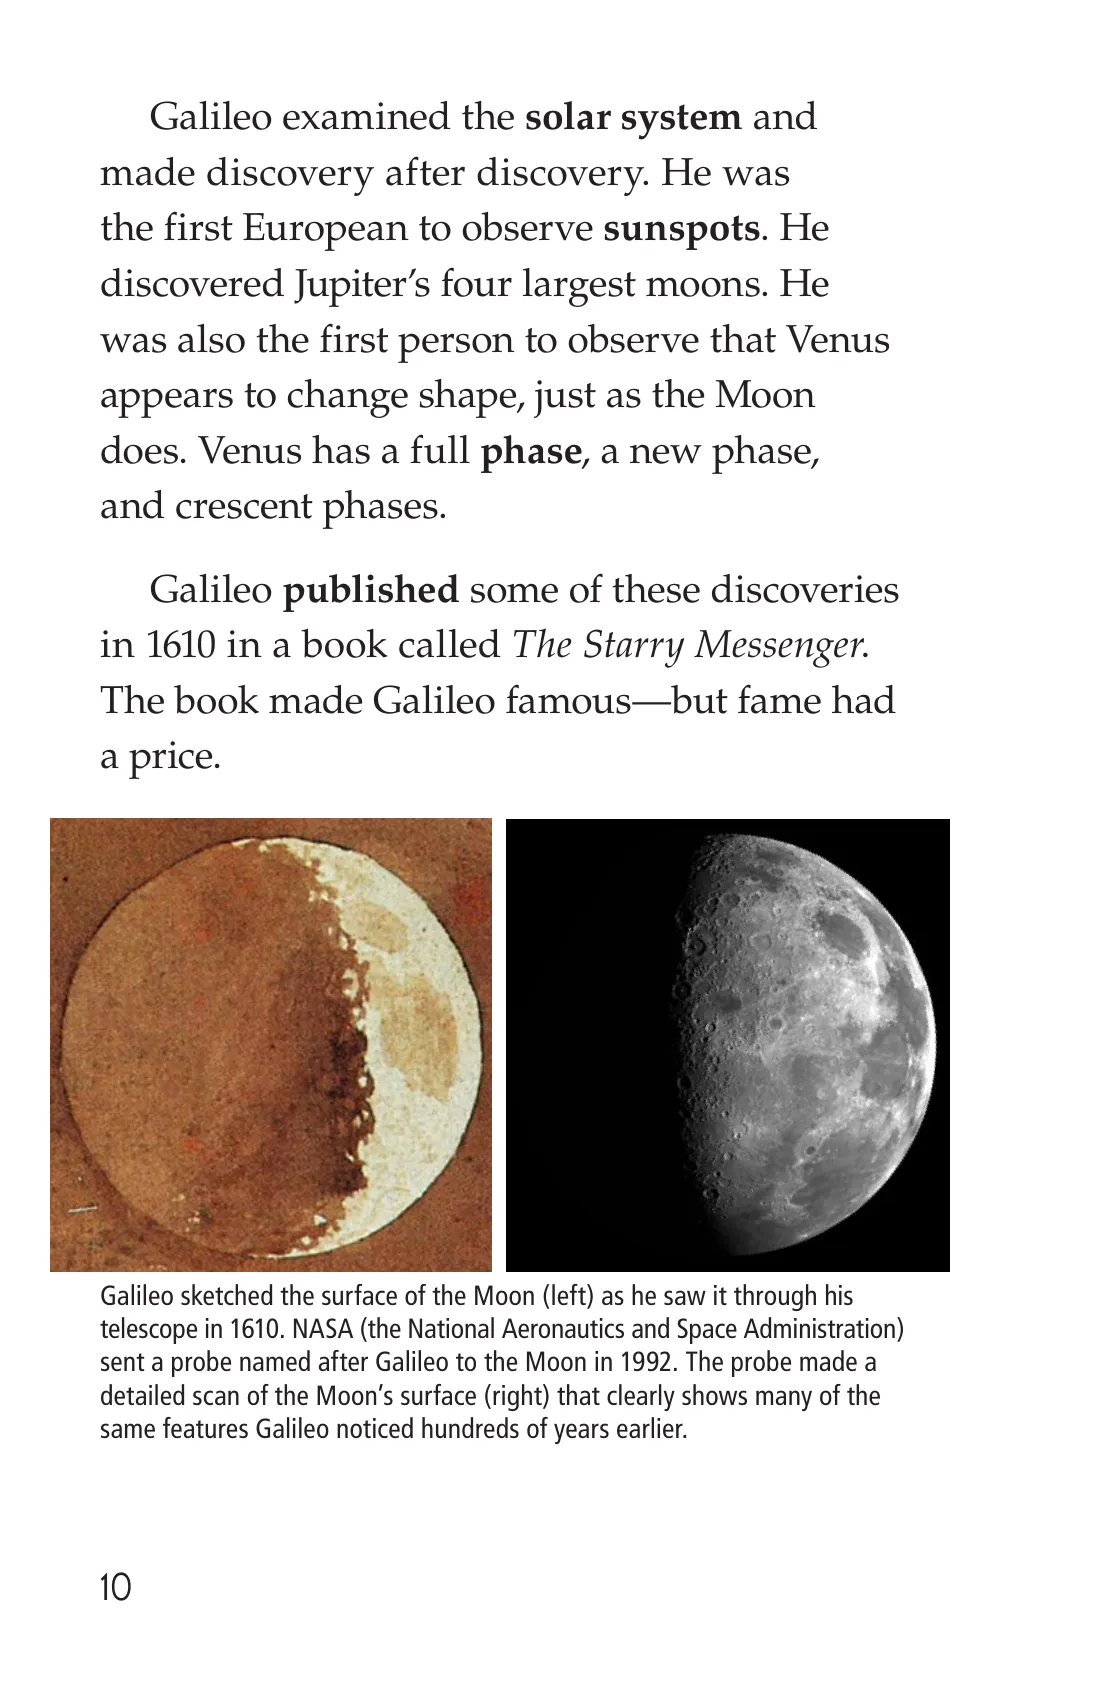 Galileo examined the solar system and
made discovery after discovery. He was
the first European to observe sunspots. He
discovered Jupiter’s four largest moons. He
was also the first person to observe that Venus
appears to change shape, just as the Moon
does. Venus has a full phase, a new phase,
and crescent phases.
Galileo published some of these discoveries
in 1610 in a book called The Starry Messenger.
The book made Galileo famous—but fame had
a price.
Galileo sketched the surface of the Moon (left) as he saw it through his
telescope in 1610. NASA (the National Aeronautics and Space Administration)
sent a probe named after Galileo to the Moon in 1992. The probe made a
detailed scan of the Moon’s surface (right) that clearly shows many of the
same features Galileo noticed hundreds of years earlier.
10